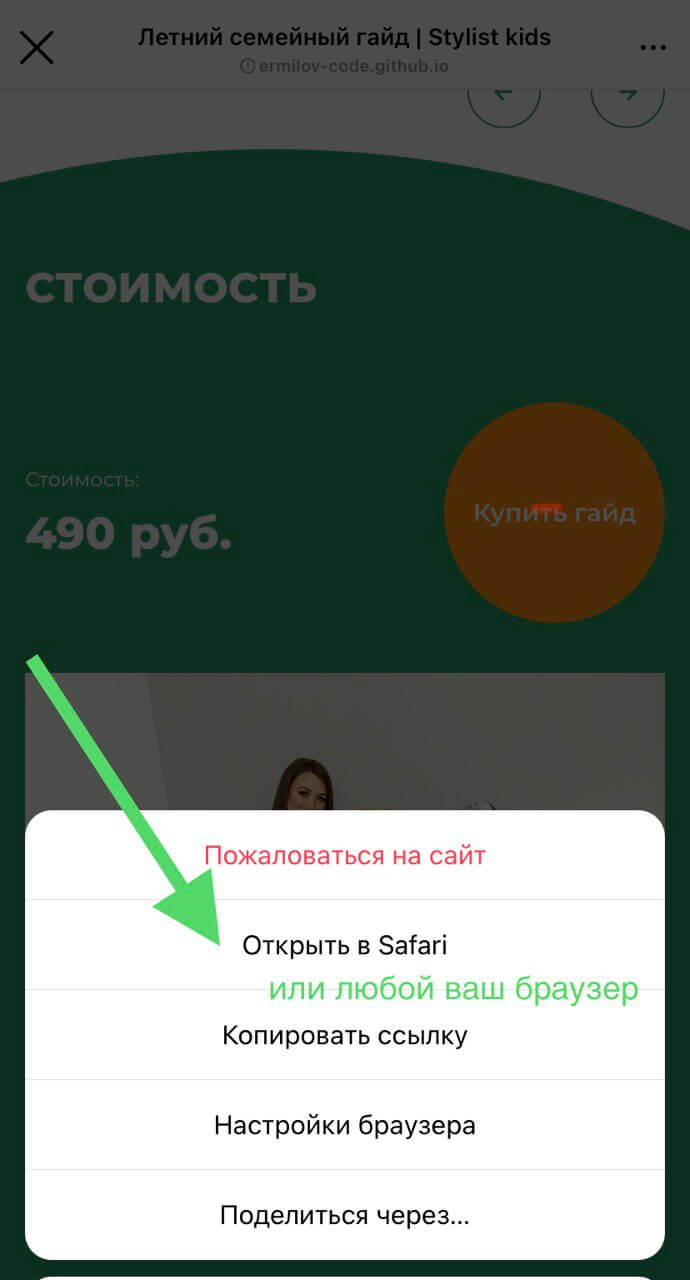 Летний семейный гайд | Stylist kids
ermilov-code.github.io
СТОИМОСТЬ
Стоимость:
490 руб.
Купить гайд
Пожаловаться на сайт
Открыть в Safari
или любой ваш браузер
Копировать ссылку
Настройки браузера
Поделиться через...